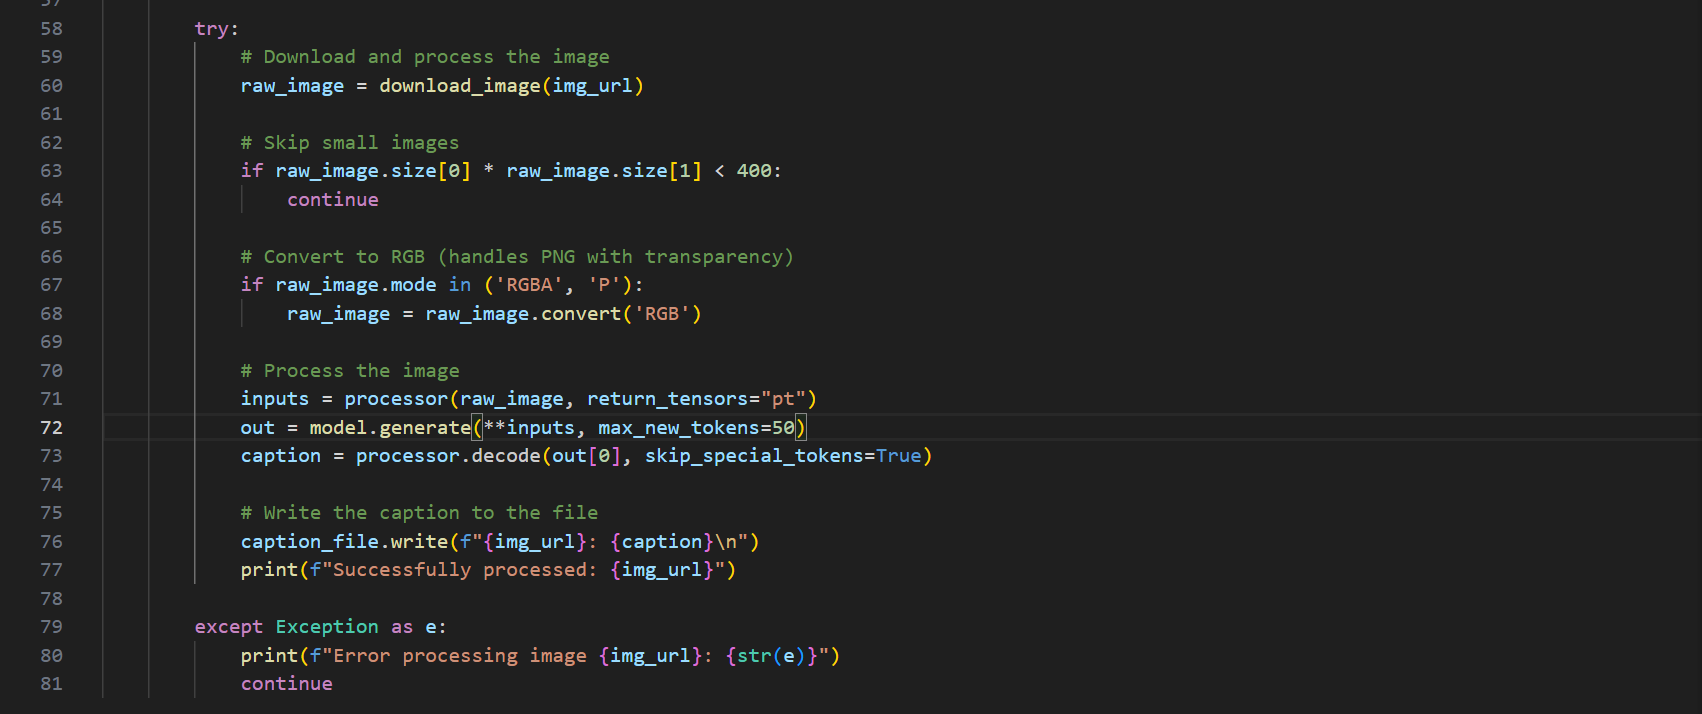 57
58 try:
59 # Download and process the image
60 raw_image = download_image(img_url)
61
62 # Skip small images
63 if raw_image.size[0] * raw_image.size[1] < 400:
64 continue
65
66 # Convert to RGB (handles PNG with transparency)
67 if raw_image.mode in ('RGBA', 'P'):
68 raw_image = raw_image.convert('RGB')
69
70 # Process the image
71 inputs = processor(raw_image, return_tensors="pt")
72 out = model.generate(**inputs, max_new_tokens=50)
73 caption = processor.decode(out[0], skip_special_tokens=True)
74
75 # Write the caption to the file
76 caption_file.write(f"{img_url}: {caption}\n")
77 print(f"Successfully processed: {img_url}")
78
79 except Exception as e:
80 print(f"Error processing image {img_url}: {str(e)}")
81 continue